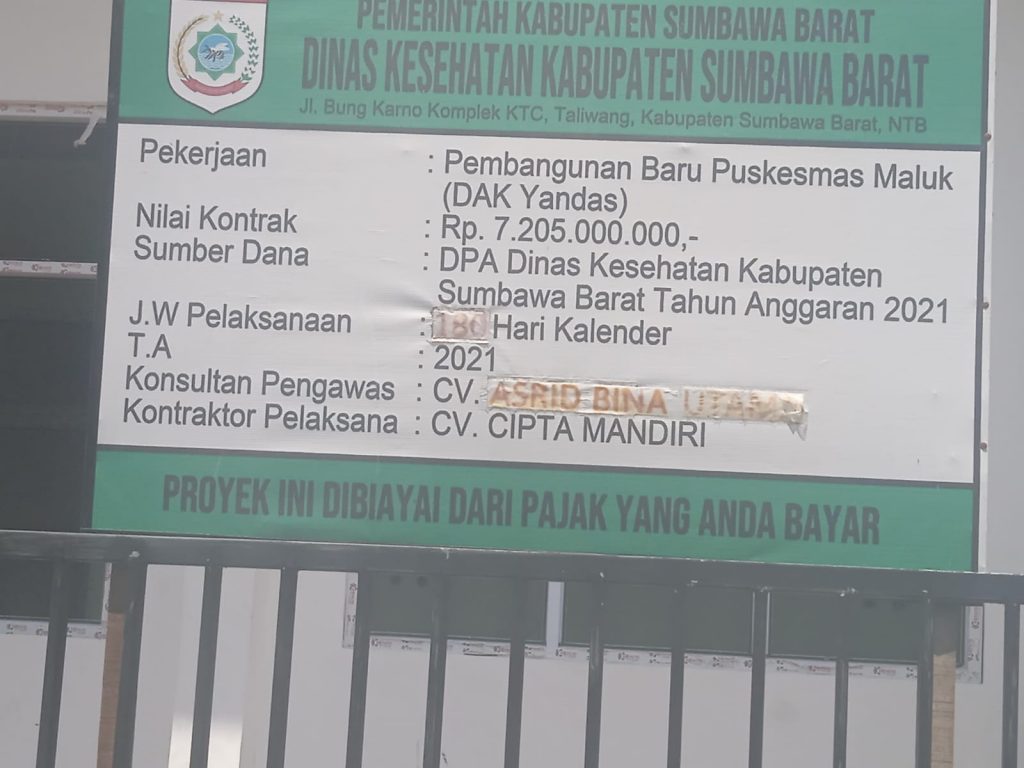 PEMERINTAH KABUPATEN SUMBAWA BARAT
DINAS KESEHATAN KABUPATEN SUMBAWA BARAT
Jl. Bung Karno Komplek KTC, Taliwang, Kabupaten Sumbawa Barat, NTB
Pekerjaan : Pembangunan Baru Puskesmas Maluk
(DAK Yandas)
Nilai Kontrak : Rp. 7.205.000.000,-
Sumber Dana : DPA Dinas Kesehatan Kabupaten
Sumbawa Barat Tahun Anggaran 2021
J.W Pelaksanaan : 180 Hari Kalender
T.A : 2021
Konsultan Pengawas : CV. ASRID BINA UTAMA
Kontraktor Pelaksana : CV. CIPTA MANDIRI
PROYEK INI DIBIAYAI DARI PAJAK YANG ANDA BAYAR